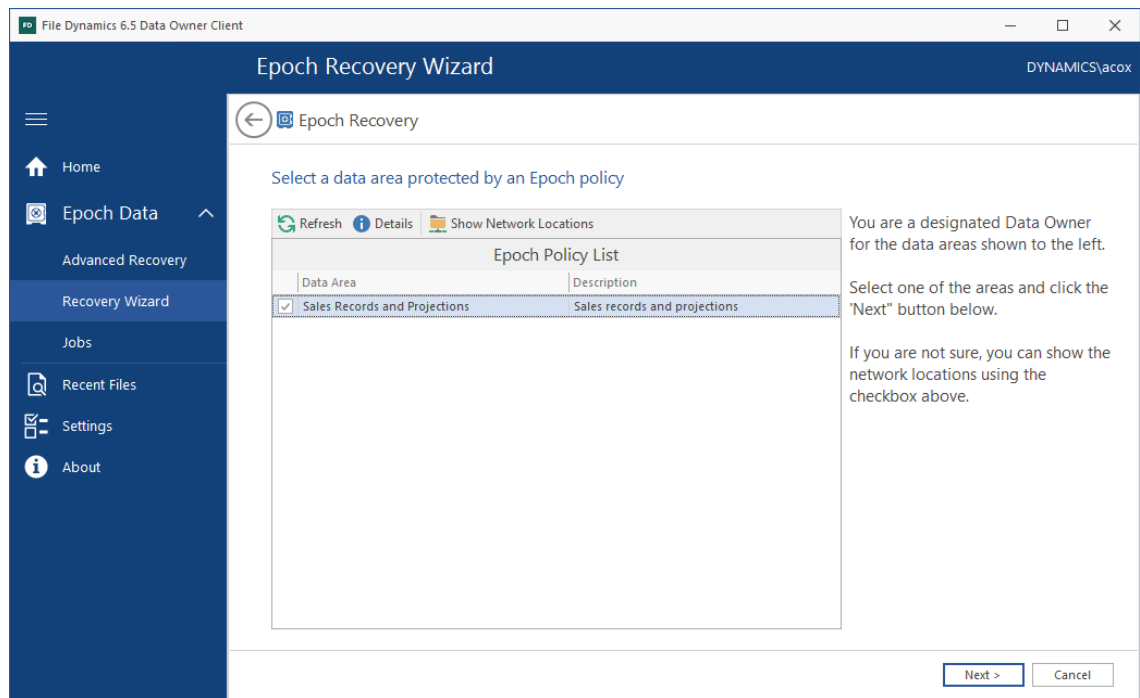 FD File Dynamics 6.5 Data Owner Client
Epoch Recovery Wizard
DYNAMICS\acox
Epoch Recovery
Home
Epoch Data
Advanced Recovery
Recovery Wizard
Jobs
Recent Files
Settings
About
Select a data area protected by an Epoch policy
Refresh Details Show Network Locations
Epoch Policy List
Data Area Description
Sales Records and Projections Sales records and projections
You are a designated Data Owner
for the data areas shown to the left.
Select one of the areas and click the
'Next" button below.
If you are not sure, you can show the
network locations using the
checkbox above.
Next > Cancel